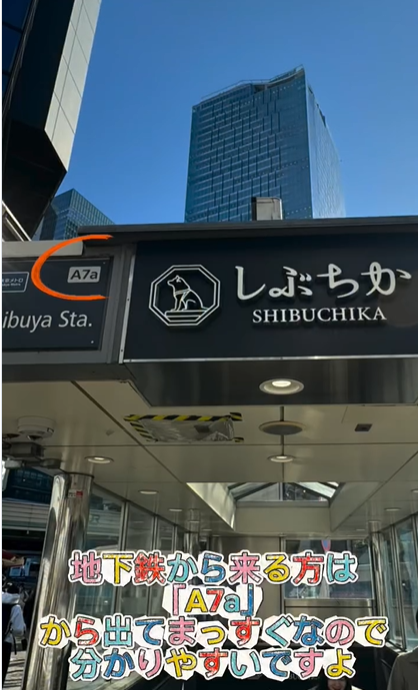 A7a
ibuya Sta.
しぶちか
SHIBUCHIKA
地下鉄から来る方は
「A7a」
から出てまっすぐなので
分かりやすいですよ